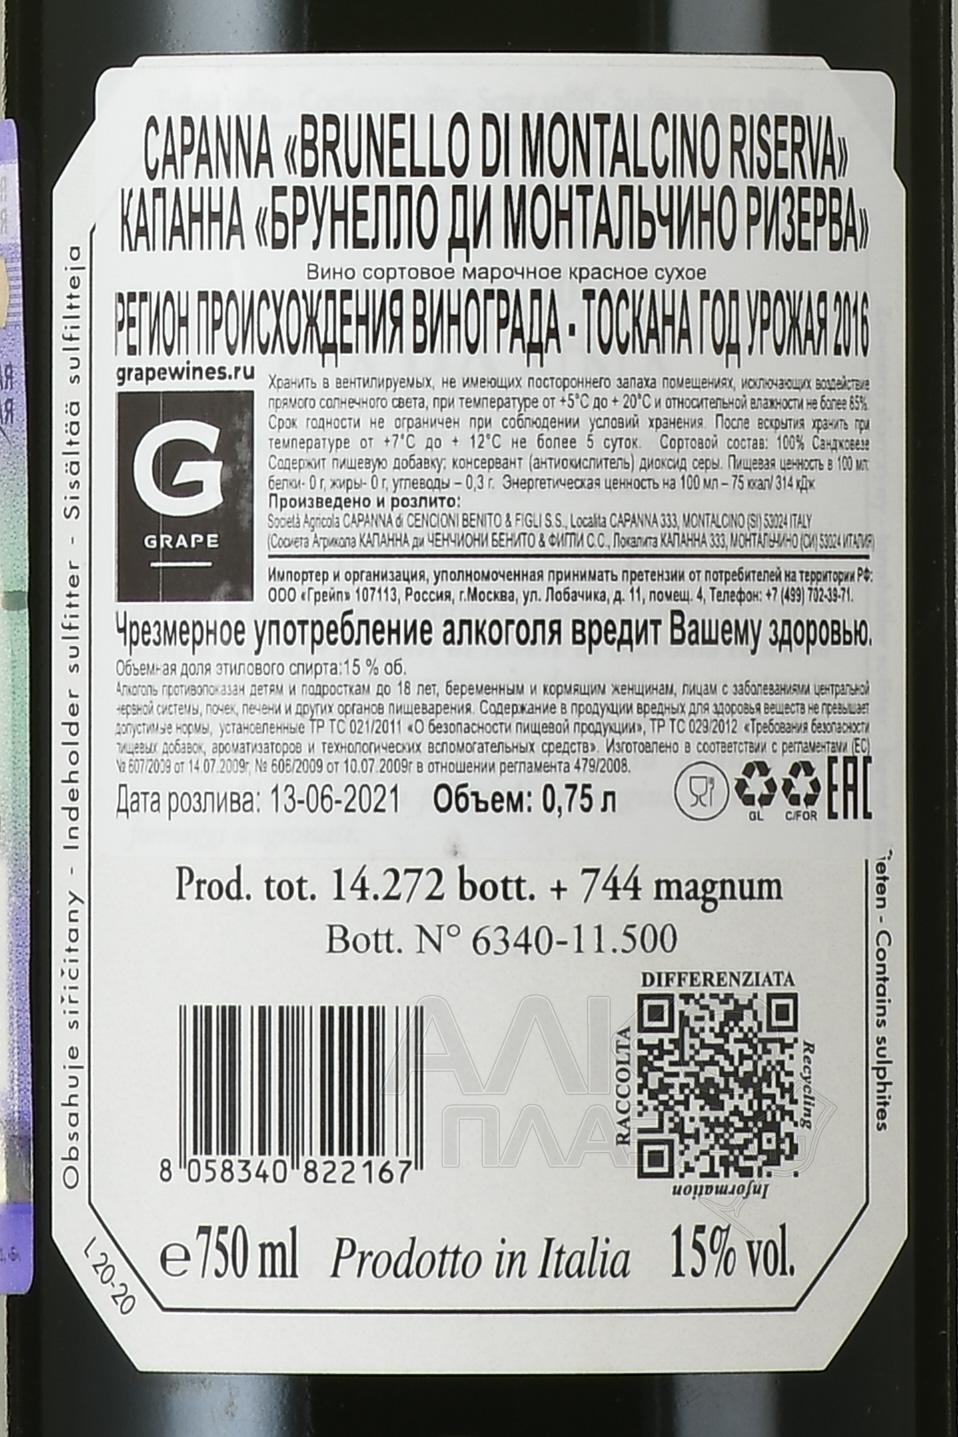 CAPANNA «BRUNELLO DI MONTALCINO RISERVA»
КАПАННА «БРУНЕЛЛО ДИ МОНТАЛЬЧИНО РИЗЕРВА»
Вино сортовое марочное красное сухое
РЕГИОН ПРОИСХОЖДЕНИЯ ВИНОГРАДА - ТОСКАНА ГОД УРОЖАЯ 2016
grapewines.ru
G
GRAPE
Хранить в вентилируемых, не имеющих постороннего запаха помещениях, исключающих воздействие
прямого солнечного света, при температуре от +5°С до + 20°С и относительной влажности не более 85%.
Срок годности не ограничен при соблюдении условий хранения. После вскрытия хранить при
температуре от +7°С до + 12°С не более 5 суток. Сортовой состав: 100% Санджовезе
Содержит пищевую добавку: консервант (антиокислитель) диоксид серы. Пищевая ценность в 100 мл:
белки- 0 г, жиры- 0 г, углеводы – 0,3 г. Энергетическая ценность на 100 мл – 75 ккал/ 314 кДж
Произведено и розлито:
Società Agricola CAPANNA di CENCIONI BENITO & FIGLI S.S., Localita CAPANNA 333, MONTALCINO (SI) 53024 ITALY
(Сосиета Агрикола КАПАННА ди ЧЕНЧИОНИ БЕНИТО & ФИГЛИ С.С., Локалита КАПАННА 333, МОНТАЛЬЧИНО (СИ) 53024 ИТАЛИЯ)
Импортер и организация, уполномоченная принимать претензии от потребителей на территории РФ:
ООО «Грейп» 107113, Россия, г.Москва, ул. Лобачика, д. 11, помещ. 4, Телефон: +7 (499) 702-39-71.
Чрезмерное употребление алкоголя вредит Вашему здоровью.
Объемная доля этилового спирта:15 % об.
Алкоголь противопоказан детям и подросткам до 18 лет, беременным и кормящим женщинам, лицам с заболеваниями центральной
нервной системы, почек, печени и других органов пищеварения. Содержание в продукции вредных для здоровья веществ не превышает
допустимые нормы, установленные ТР ТС 021/2011 «О безопасности пищевой продукции», ТР ТС 029/2012 «Требования безопасности
пищевых добавок, ароматизаторов и технологических вспомогательных средств». Изготовлено в соответствии с регламентами (ЕС)
№ 607/2009 от 14.07.2009г, № 606/2009 от 10.07.2009г в отношении регламента 479/2008.
Дата розлива: 13-06-2021 Объем: 0,75 л
GL
C/FOR
EAC
Prod. tot. 14.272 bott. + 744 magnum
Bott. N° 6340-11.500
DIFFERENZIATA
RACCOLTA
Recycling
Information
8 058340 822167
℮ 750 ml Prodotto in Italia 15% vol.
L 20-20
Obsahuje siřičitany - Indeholder sulfitter - Sisältää sulfiitteja
Contains sulphites
АЛКО
ПЛАЗА